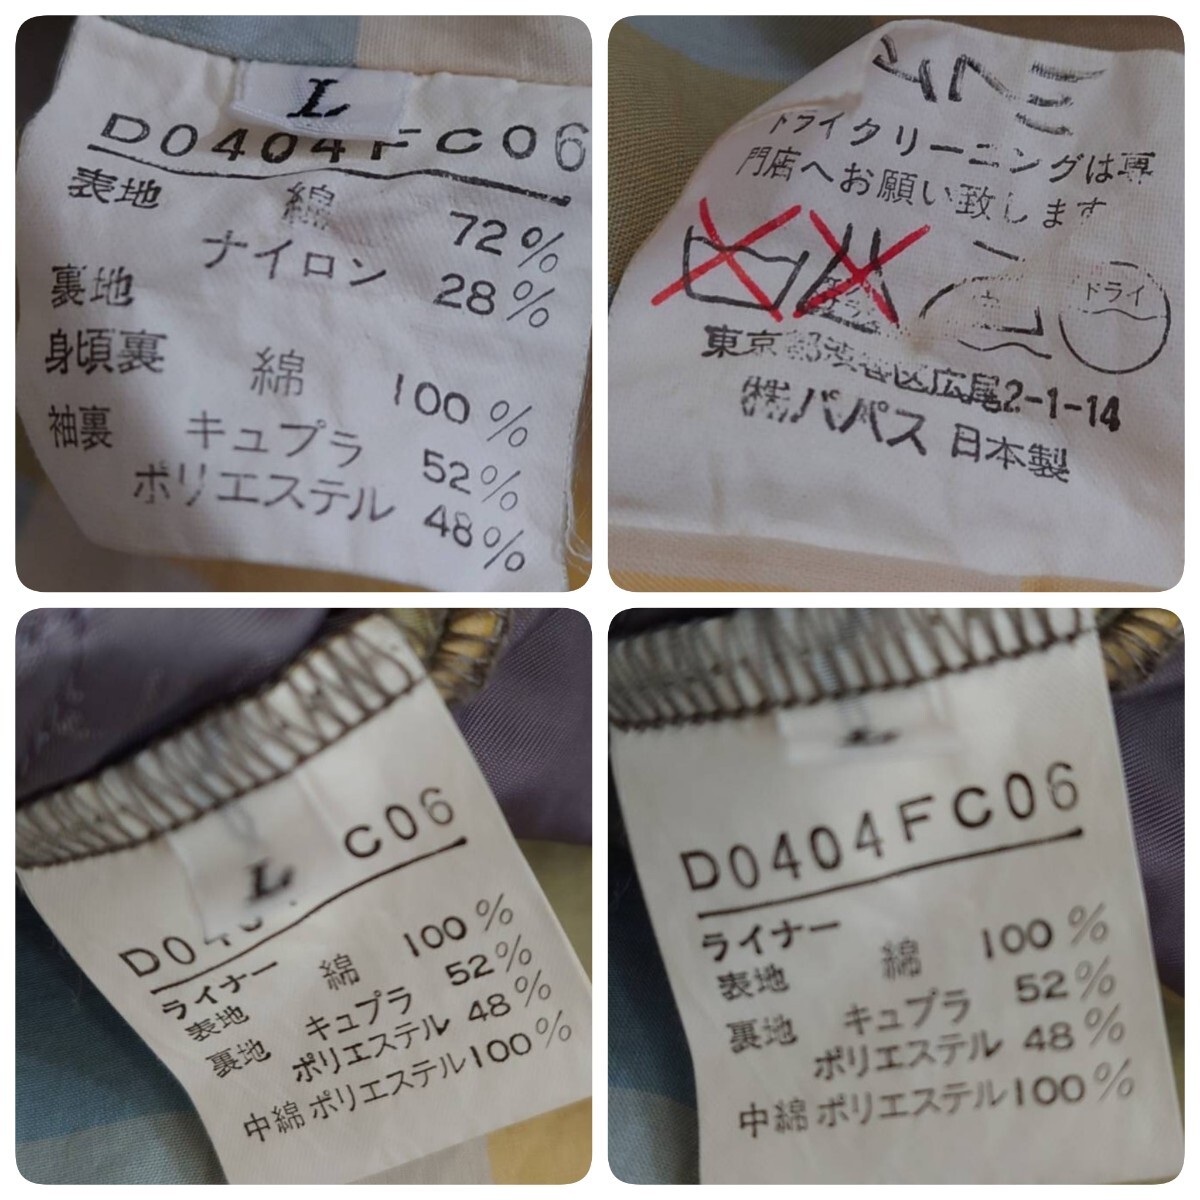 L
D0404FC06
表地 綿 72%
ナイロン 28%
裏地
身頃裏 綿 100%
袖裏 キュプラ 52%
ポリエステル 48%
ドライクリーニングは専
門店へお願い致します
ドライ
東京都渋谷区広尾2-1-14
㈱パパス 日本製
L
C06
ライナー
表地 綿 100%
裏地 キュプラ 52%
ポリエステル 48%
中綿 ポリエステル 100%
L
D0404FC06
ライナー
表地 綿 100%
裏地 キュプラ 52%
ポリエステル 48%
中綿 ポリエステル 100%